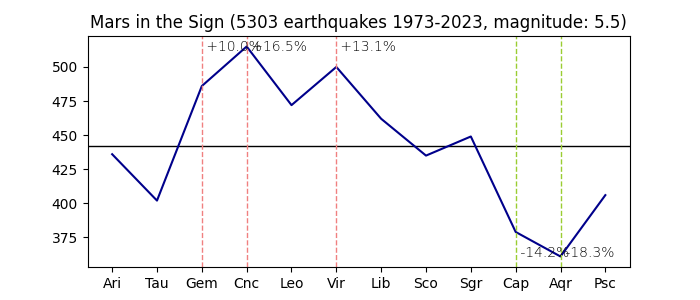 Mars in the Sign (5303 earthquakes 1973-2023, magnitude: 5.5)
+10.0% +16.5% +13.1%
500
475
450
425
400
375
-14.2% -18.3%
Ari Tau Gem Cnc Leo Vir Lib Sco Sgr Cap Aqr Psc